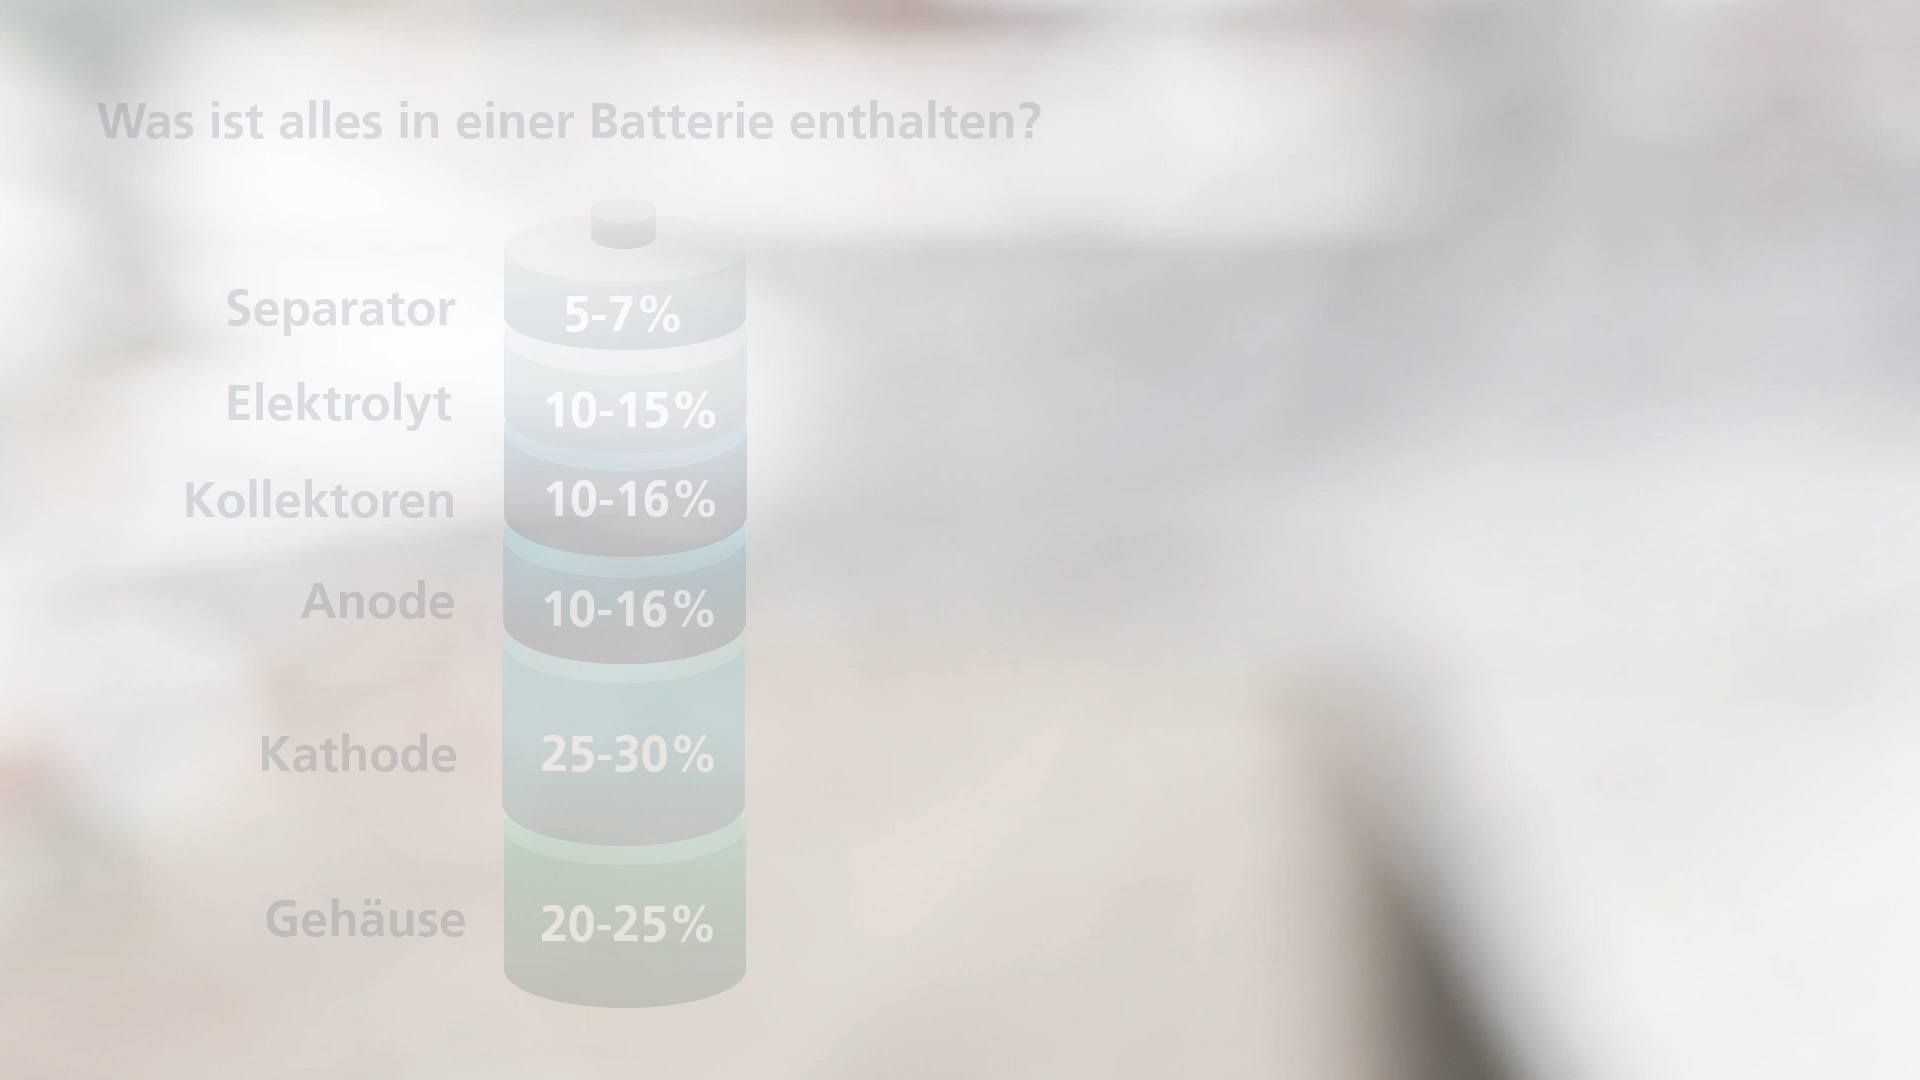 Was ist alles in einer Batterie enthalten?
Separator 5-7%
Elektrolyt 10-15%
Kollektoren 10-16%
Anode 10-16%
Kathode 25-30%
Gehäuse 20-25%